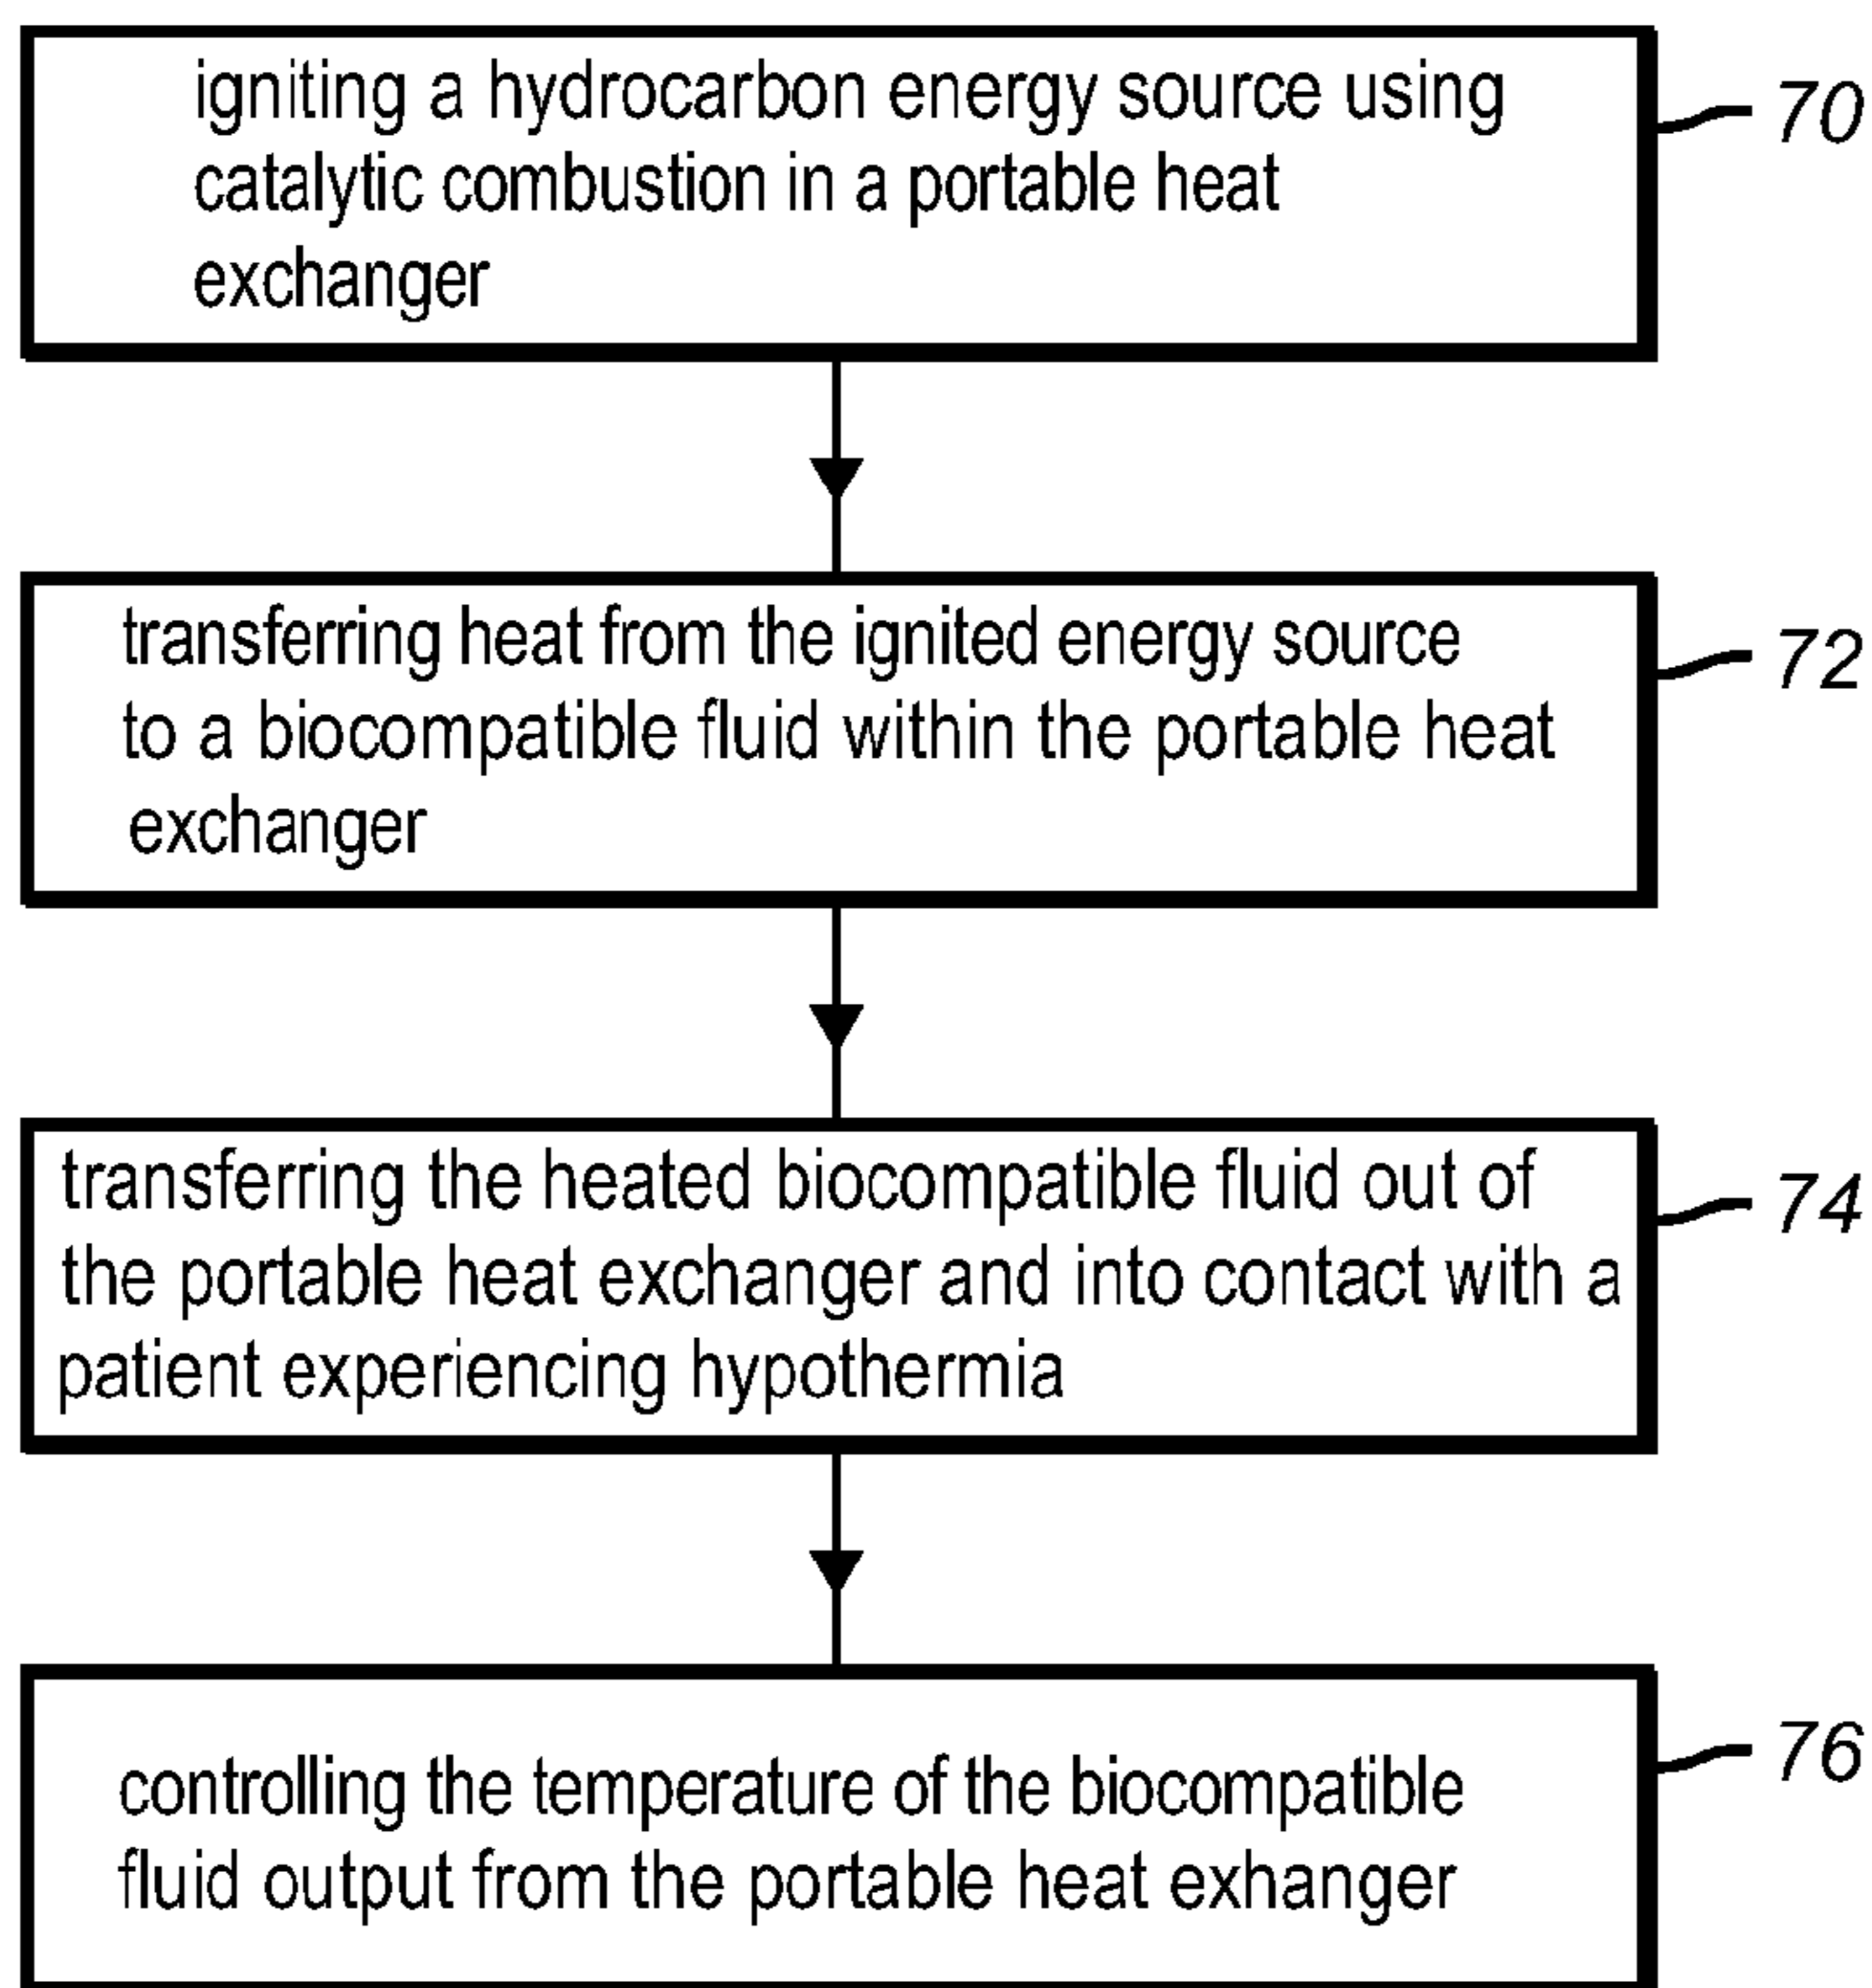 igniting a hydrocarbon energy source using
catalytic combustion in a portable heat
exchanger
70
transferring heat from the ignited energy source
to a biocompatible fluid within the portable heat
exchanger
72
transferring the heated biocompatible fluid out of
the portable heat exchanger and into contact with a
patient experiencing hypothermia
74
controlling the temperature of the biocompatible
fluid output from the portable heat exhanger
76